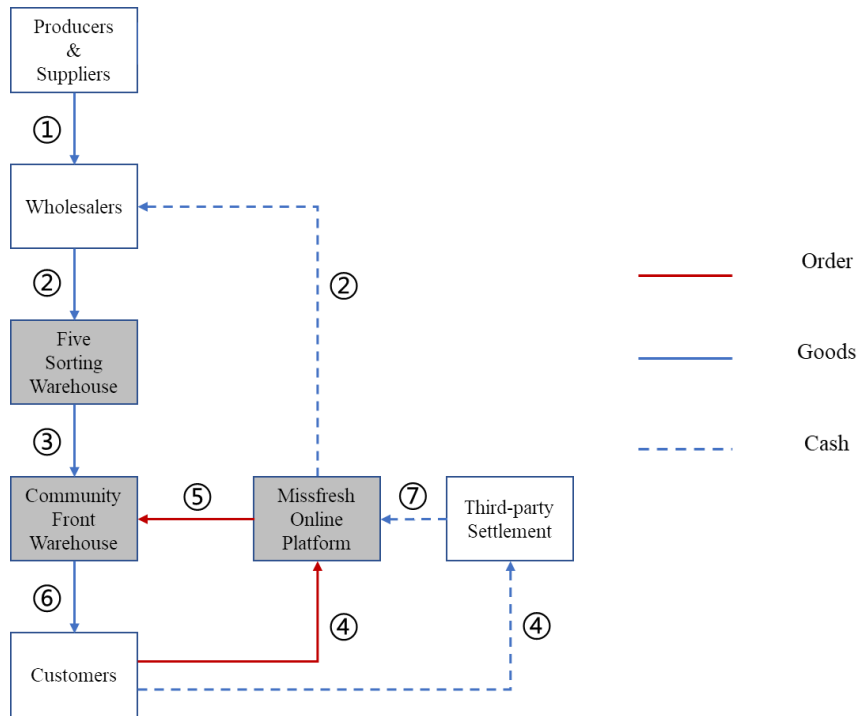 Producers
&
Suppliers
①
Wholesalers
②
②
Five
Sorting
Warehouse
③
Community
Front
Warehouse
⑤
Missfresh
Online
Platform
⑦
Third-party
Settlement
⑥
④
④
Customers
Order
Goods
Cash